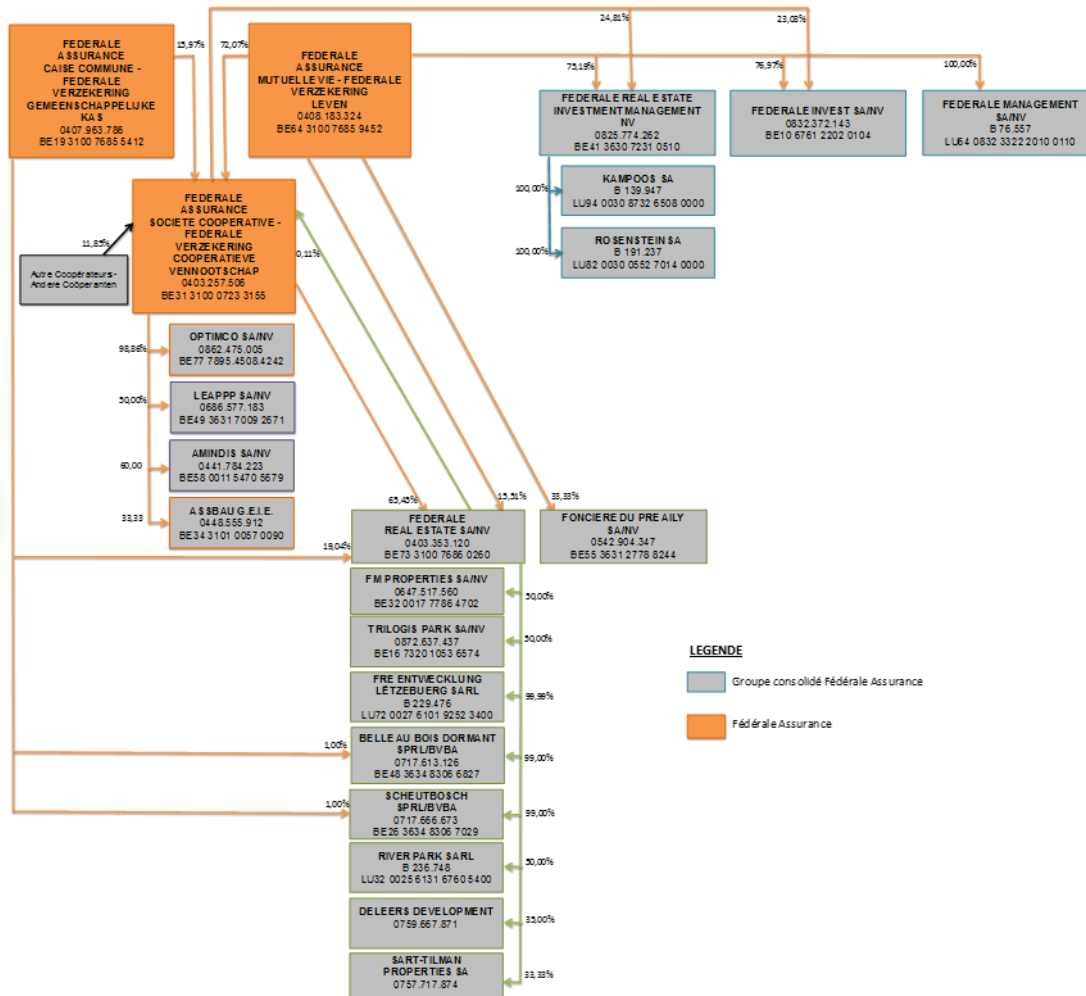 24,81%
23,03%
15,97%
72,07%
FEDERALE
ASSURANCE
CAISE COMMUNE -
FEDERALE
VERZEKERING
GEMEENSCHAPPELIJKE
KAS
0407.963.786
BE19 3100 7685 5412
FEDERALE
ASSURANCE
MUTUELLE VIE - FEDERALE
VERZEKERING
LEVEN
0408.183.324
BE64 3100 7685 9452
75,19%
76,97%
100,00%
FEDERALE REAL ESTATE
INVESTMENT MANAGEMENT
NV
0825.774.262
BE41 3630 7231 0510
FEDERALE INVEST SA/NV
0832.372.143
BE10 6761 2202 0104
FEDERALE MANAGEMENT
SA/NV
B 76.557
LU64 0832 3322 2010 0110
100,00%
KAMPOOS SA
B 139.947
LU94 0030 8732 6508 0000
100,00%
ROSENSTEIN SA
B 191.237
LU82 0030 0552 7014 0000
FEDERALE
ASSURANCE
SOCIETE COOPERATIVE -
FEDERALE
VERZEKERING
COOPERATIEVE
VENNOOTSCHAP
0403.257.506
BE31 3100 0723 3155
11,85%
0,11%
Autre Coopérateurs-
Andere Coöperanten
98,86%
OPTIMCO SA/NV
0862.475.005
BE77 7895.4508.4242
50,00%
LEAPPP SA/NV
0686.577.183
BE49 3631 7009 2671
60,00
AMINDIS SA/NV
0441.784.223
BE58 0011 5470 5679
33,33
ASSBAU G.E.I.E.
0448.555.912
BE34 3101 0057 0090
65,45%
15,51%
33,33%
19,04%
FEDERALE
REAL ESTATE SA/NV
0403.353.120
BE73 3100 7686 0260
FONCIERE DU PRE AILY
SA/NV
0542.904.347
BE55 3631 2778 8244
FM PROPERTIES SA/NV
0647.517.560
BE32 0017 7786 4702
50,00%
TRILOGIS PARK SA/NV
0872.637.437
BE16 7320 1053 6574
50,00%
FRE ENTWECKLUNG
LËTZEBUERG SARL
B 229.476
LU72 0027 6101 9252 3400
99,99%
1,00%
BELLE AU BOIS DORMANT
SPRL/BVBA
0717.613.126
BE48 3634 8306 6827
99,00%
1,00%
SCHEUTBOSCH
SPRL/BVBA
0717.666.673
BE26 3634 8306 7029
99,00%
RIVER PARK SARL
B 236.748
LU32 0025 6131 6760 5400
50,00%
DELEERS DEVELOPMENT
0759.667.871
35,00%
SART-TILMAN
PROPERTIES SA
0757.717.874
33,33%
LEGENDE
Groupe consolidé Fédérale Assurance
Fédérale Assurance